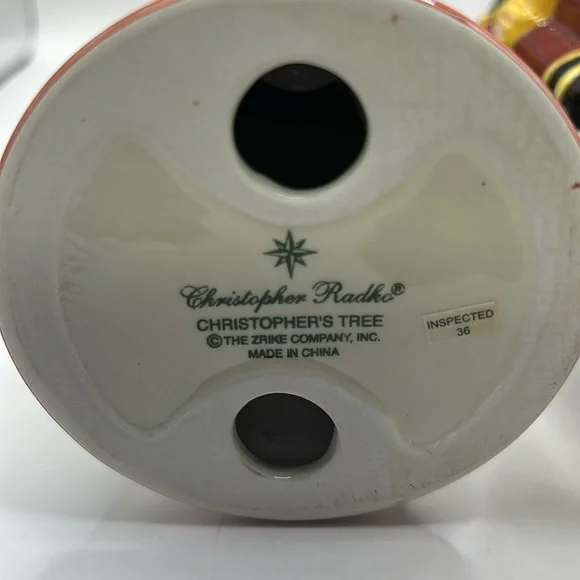 Christopher Radko®
CHRISTOPHER'S TREE
©THE ZRIKE COMPANY, INC.
MADE IN CHINA
INSPECTED
36